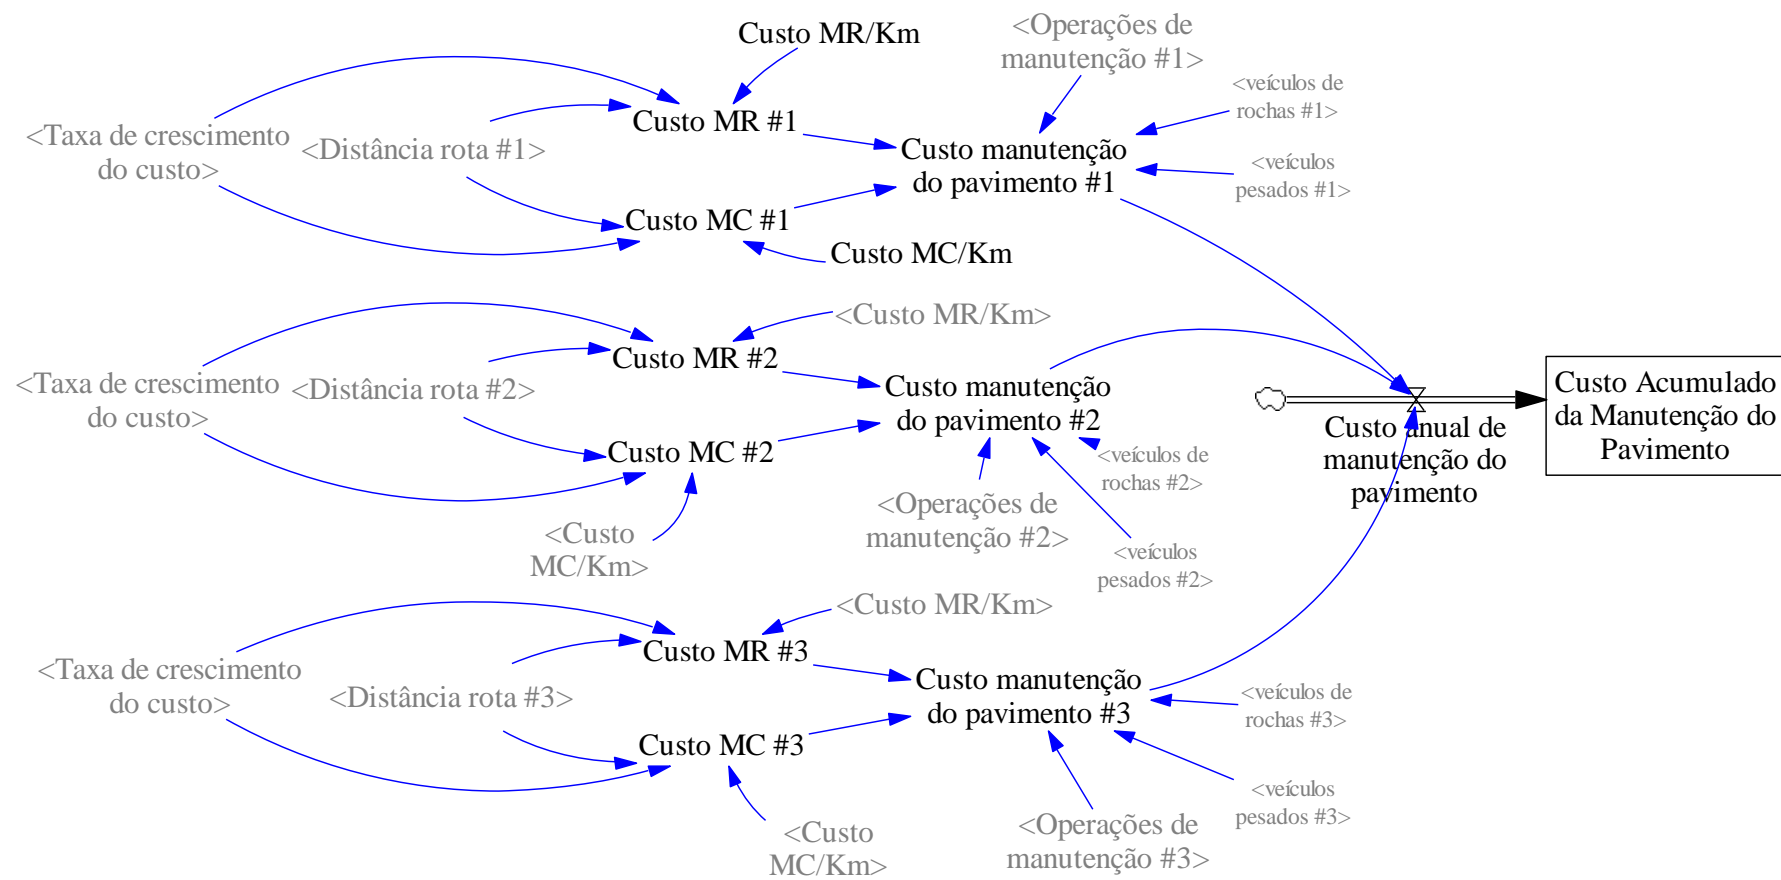 Custo MR/Km
<Operações de
manutenção #1>
<veículos de
rochas #1>
<Taxa de crescimento
do custo>
<Distância rota #1>
Custo MR #1
Custo manutenção
do pavimento #1
<veículos
pesados #1>
Custo MC #1
Custo MC/Km
<Custo MR/Km>
<Taxa de crescimento
do custo>
<Distância rota #2>
Custo MR #2
Custo manutenção
do pavimento #2
Custo MC #2
<veículos de
rochas #2>
<Operações de
manutenção #2>
<Custo
MC/Km>
<veículos
pesados #2>
Custo anual de
manutenção do
pavimento
Custo Acumulado
da Manutenção do
Pavimento
<Custo MR/Km>
<Taxa de crescimento
do custo>
<Distância rota #3>
Custo MR #3
Custo manutenção
do pavimento #3
<veículos de
rochas #3>
Custo MC #3
<veículos
pesados #3>
<Custo
MC/Km>
<Operações de
manutenção #3>